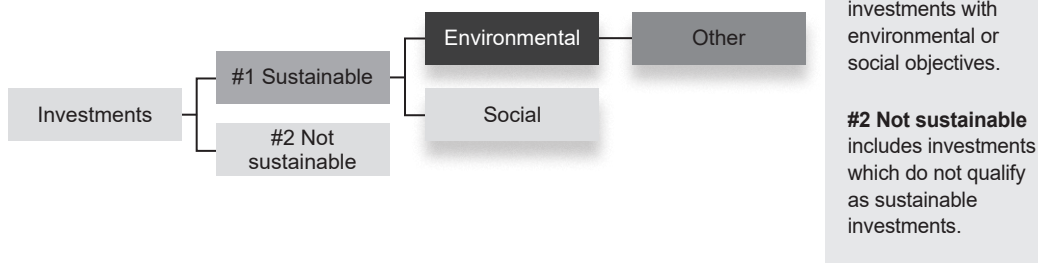 Investments
#1 Sustainable
#2 Not
sustainable
Environmental
Social
Other
investments with
environmental or
social objectives.
#2 Not sustainable
includes investments
which do not qualify
as sustainable
investments.